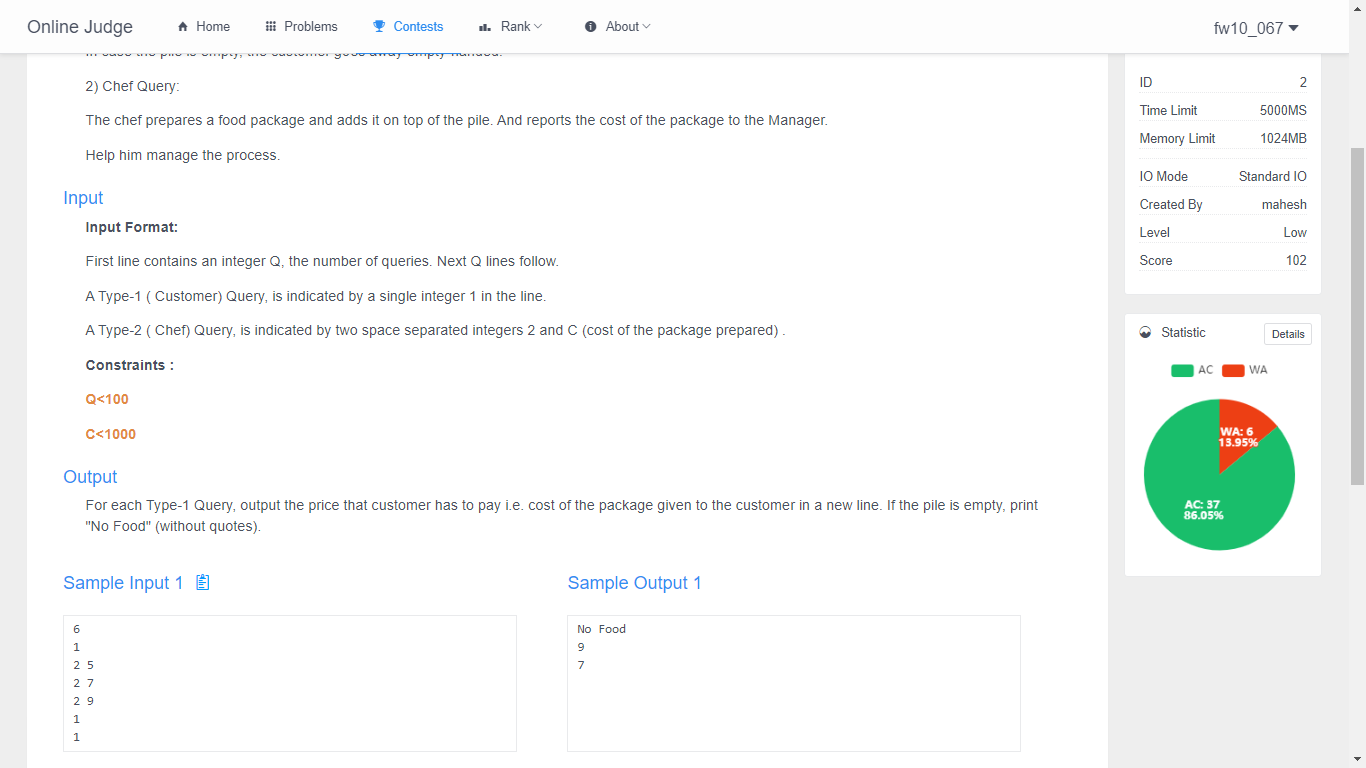 Online Judge
Home
Problems
Contests
Rank
About
fw10_067
2) Chef Query:
The chef prepares a food package and adds it on top of the pile. And reports the cost of the package to the Manager.
Help him manage the process.
Input
Input Format:
First line contains an integer Q, the number of queries. Next Q lines follow.
A Type-1 ( Customer) Query, is indicated by a single integer 1 in the line.
A Type-2 ( Chef) Query, is indicated by two space separated integers 2 and C (cost of the package prepared) .
Constraints :
Q<100
C<1000
Output
For each Type-1 Query, output the price that customer has to pay i.e. cost of the package given to the customer in a new line. If the pile is empty, print
"No Food" (without quotes).
Sample Input 1
6
1
2 5
2 7
2 9
1
1
Sample Output 1
No Food
9
7
ID 2
Time Limit 5000MS
Memory Limit 1024MB
IO Mode Standard IO
Created By mahesh
Level Low
Score 102
Statistic
Details
AC WA
WA: 6
13.95%
AC: 37
86.05%